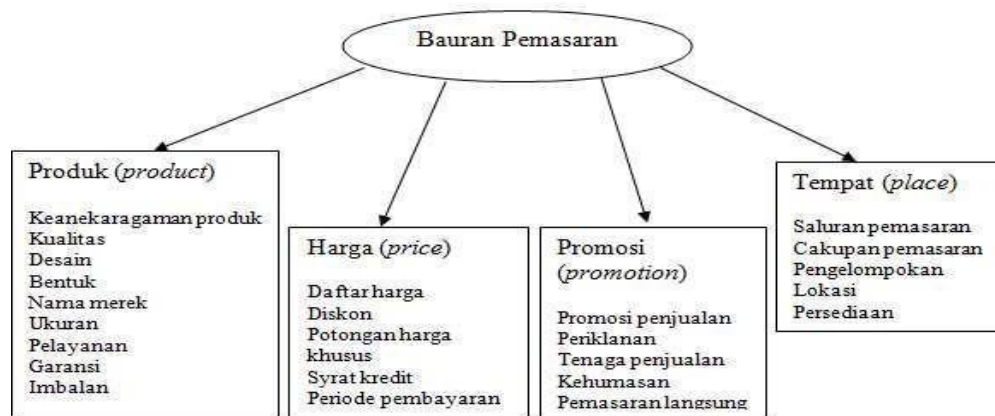 Bauran Pemasaran
Produk (product)
Keanekaragaman produk
Kualitas
Desain
Bentuk
Nama merek
Ukuran
Pelayanan
Garansi
Imbalan
Harga (price)
Daftar harga
Diskon
Potongan harga
khusus
Syrat kredit
Periode pembayaran
Promosi
(promotion)
Promosi penjualan
Periklanan
Tenaga penjualan
Kehumasan
Pemasaran langsung
Tempat (place)
Saluran pemasaran
Cakupan pemasaran
Pengelompokan
Lokasi
Persediaan